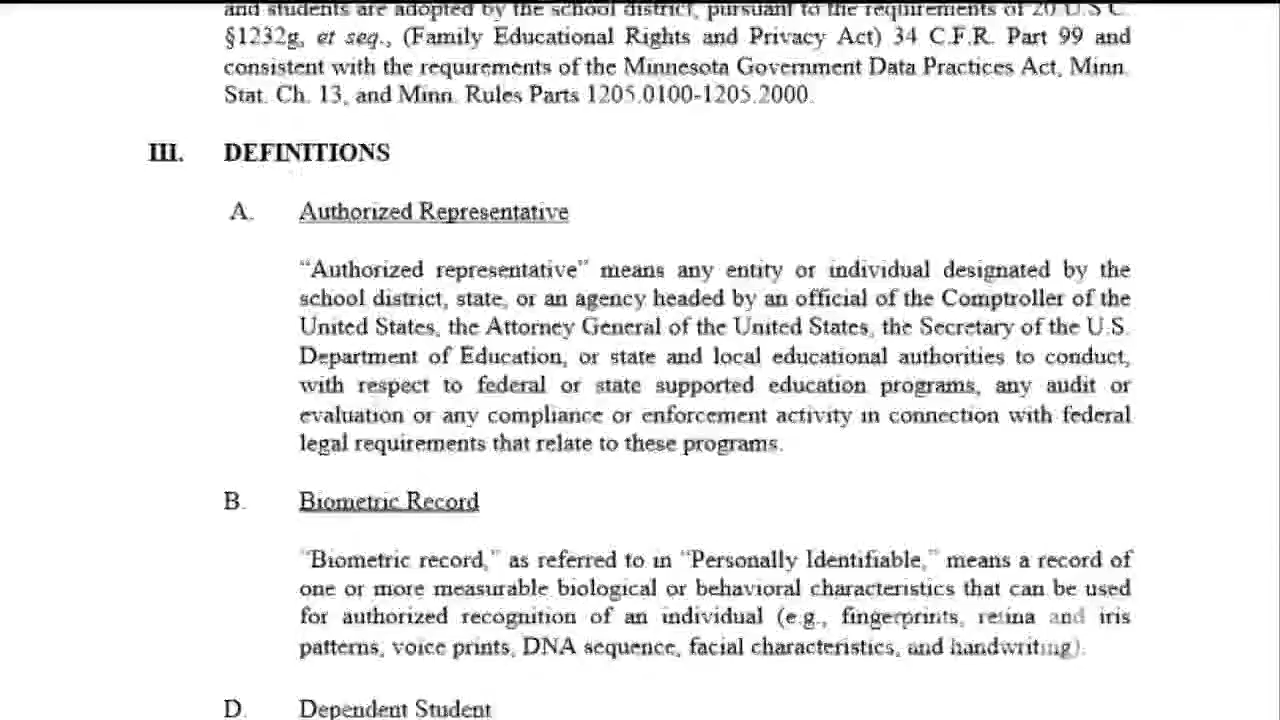 and students are adopted by the school district, pursuant to the requirements of 20 U.S.C.
§1232g, et seq., (Family Educational Rights and Privacy Act) 34 C.F.R. Part 99 and
consistent with the requirements of the Minnesota Government Data Practices Act, Minn.
Stat. Ch. 13, and Minn. Rules Parts 1205.0100-1205.2000.
III. DEFINITIONS
A. Authorized Representative
“Authorized representative” means any entity or individual designated by the
school district, state, or an agency headed by an official of the Comptroller of the
United States, the Attorney General of the United States, the Secretary of the U.S.
Department of Education, or state and local educational authorities to conduct,
with respect to federal or state supported education programs, any audit or
evaluation or any compliance or enforcement activity in connection with federal
legal requirements that relate to these programs.
B. Biometric Record
“Biometric record,” as referred to in “Personally Identifiable,” means a record of
one or more measurable biological or behavioral characteristics that can be used
for authorized recognition of an individual (e.g., fingerprints, retina and iris
patterns, voice prints, DNA sequence, facial characteristics, and handwriting).
D. Dependent Student